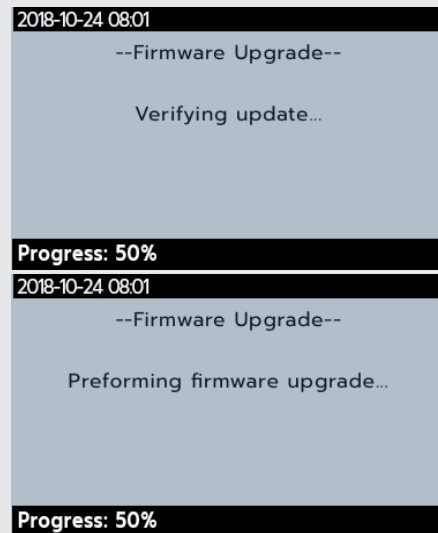 2018-10-24 08:01
--Firmware Upgrade--
Verifying update...
Progress: 50%
2018-10-24 08:01
--Firmware Upgrade--
Preforming firmware upgrade...
Progress: 50%